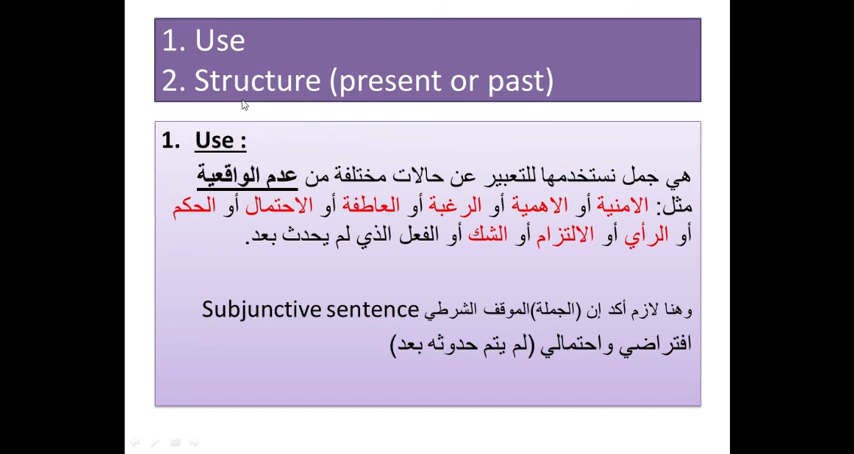 1. Use
2. Structure (present or past)
1. Use :
هي جمل نستخدمها للتعبير عن حالات مختلفة من عدم الواقعية
مثل: الامنية أو الاهمية أو الرغبة أو العاطفة أو الاحتمال أو الحكم
أو الرأي أو الالتزام أو الشك أو الفعل الذي لم يحدث بعد.
وهنا لازم أكد إن (الجملة)الموقف الشرطي Subjunctive sentence
افتراضي واحتمالي (لم يتم حدوثه بعد)